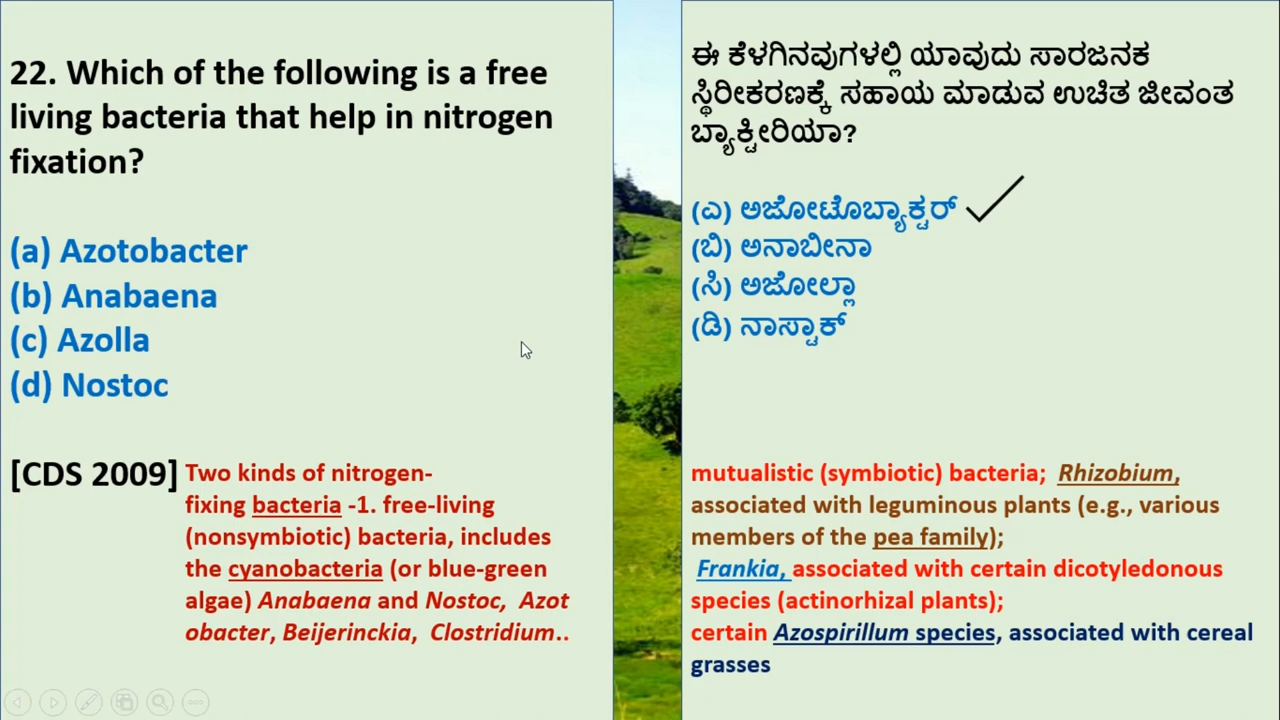 22. Which of the following is a free
living bacteria that help in nitrogen
fixation?
(a) Azotobacter
(b) Anabaena
(c) Azolla
(d) Nostoc
[CDS 2009]
Two kinds of nitrogen-
fixing bacteria -1. free-living
(nonsymbiotic) bacteria, includes
the cyanobacteria (or blue-green
algae) Anabaena and Nostoc, Azot
obacter, Beijerinckia, Clostridium..
ಈ ಕೆಳಗಿನವುಗಳಲ್ಲಿ ಯಾವುದು ಸಾರಜನಕ
ಸ್ಥಿರೀಕರಣಕ್ಕೆ ಸಹಾಯ ಮಾಡುವ ಉಚಿತ ಜೀವಂತ
ಬ್ಯಾಕ್ಟೀರಿಯಾ?
(ಎ) ಅಜೋಟೊಬ್ಯಾಕ್ಟರ್
(ಬಿ) ಅನಾಬೀನಾ
(ಸಿ) ಅಜೋಲ್ಲಾ
(ಡಿ) ನಾಸ್ಟಾಕ್
mutualistic (symbiotic) bacteria; Rhizobium,
associated with leguminous plants (e.g., various
members of the pea family);
Frankia, associated with certain dicotyledonous
species (actinorhizal plants);
certain Azospirillum species, associated with cereal
grasses